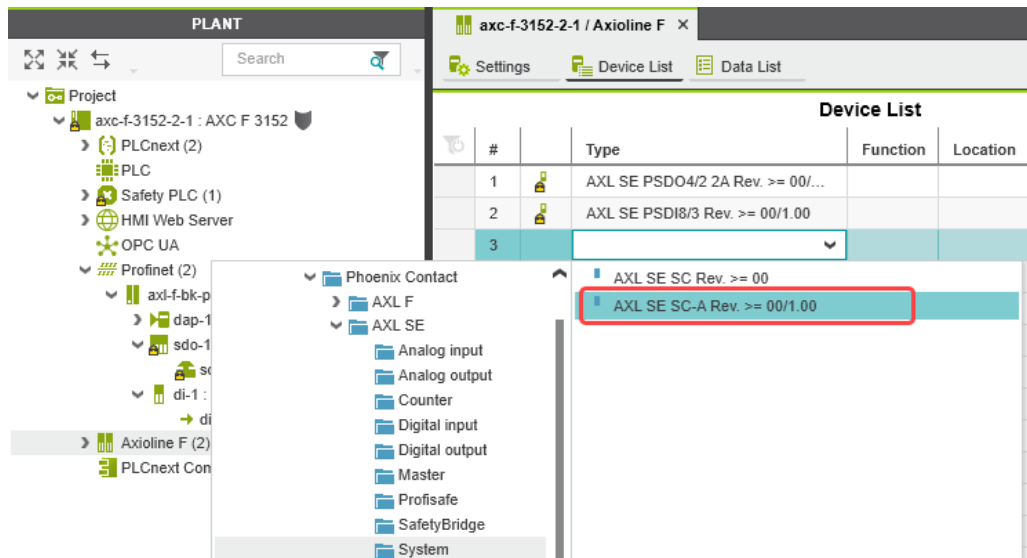 PLANT
axc-f-3152-2-1 / Axioline F ×
Search
Settings
Device List
Data List
Project
axc-f-3152-2-1 : AXC F 3152
PLCnext (2)
PLC
Safety PLC (1)
HMI Web Server
OPC UA
Profinet (2)
axl-f-bk-p
dap-1
sdo-1
di-1 :
Axioline F (2)
PLCnext Com
Device List
# Type Function Location
1 AXL SE PSDO4/2 2A Rev. >= 00/...
2 AXL SE PSDI8/3 Rev. >= 00/1.00
3
Phoenix Contact
AXL F
AXL SE
Analog input
Analog output
Counter
Digital input
Digital output
Master
Profisafe
SafetyBridge
System
AXL SE SC Rev. >= 00
AXL SE SC-A Rev. >= 00/1.00